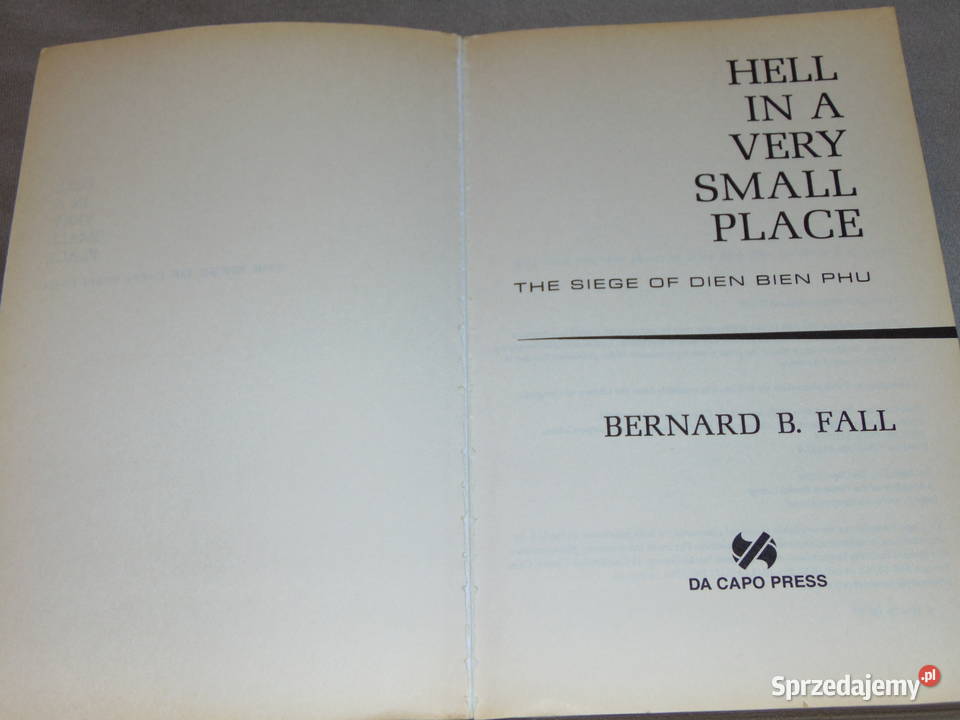 HELL
IN A
VERY
SMALL
PLACE
THE SIEGE OF DIEN BIEN PHU
BERNARD B. FALL
DA CAPO PRESS
Sprzedajemy.pl